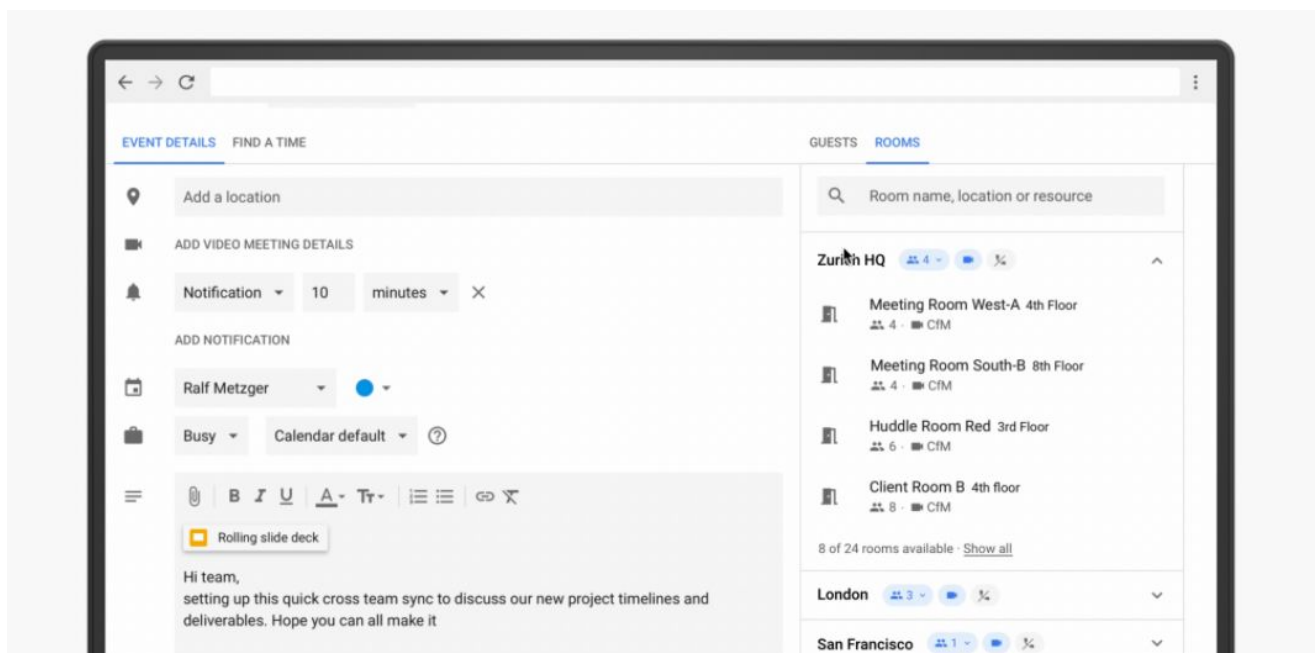 EVENT DETAILS FIND A TIME
Add a location
ADD VIDEO MEETING DETAILS
Notification 10 minutes
ADD NOTIFICATION
Ralf Metzger
Busy Calendar default
B I U A Tт
Rolling slide deck
Hi team,
setting up this quick cross team sync to discuss our new project timelines and
deliverables. Hope you can all make it
GUESTS ROOMS
Room name, location or resource
Zurich HQ 4
Meeting Room West-A 4th Floor
4 · CfM
Meeting Room South-B 8th Floor
4 · CfM
Huddle Room Red 3rd Floor
6 · CfM
Client Room B 4th floor
8 · CfM
8 of 24 rooms available · Show all
London 3
San Francisco 1